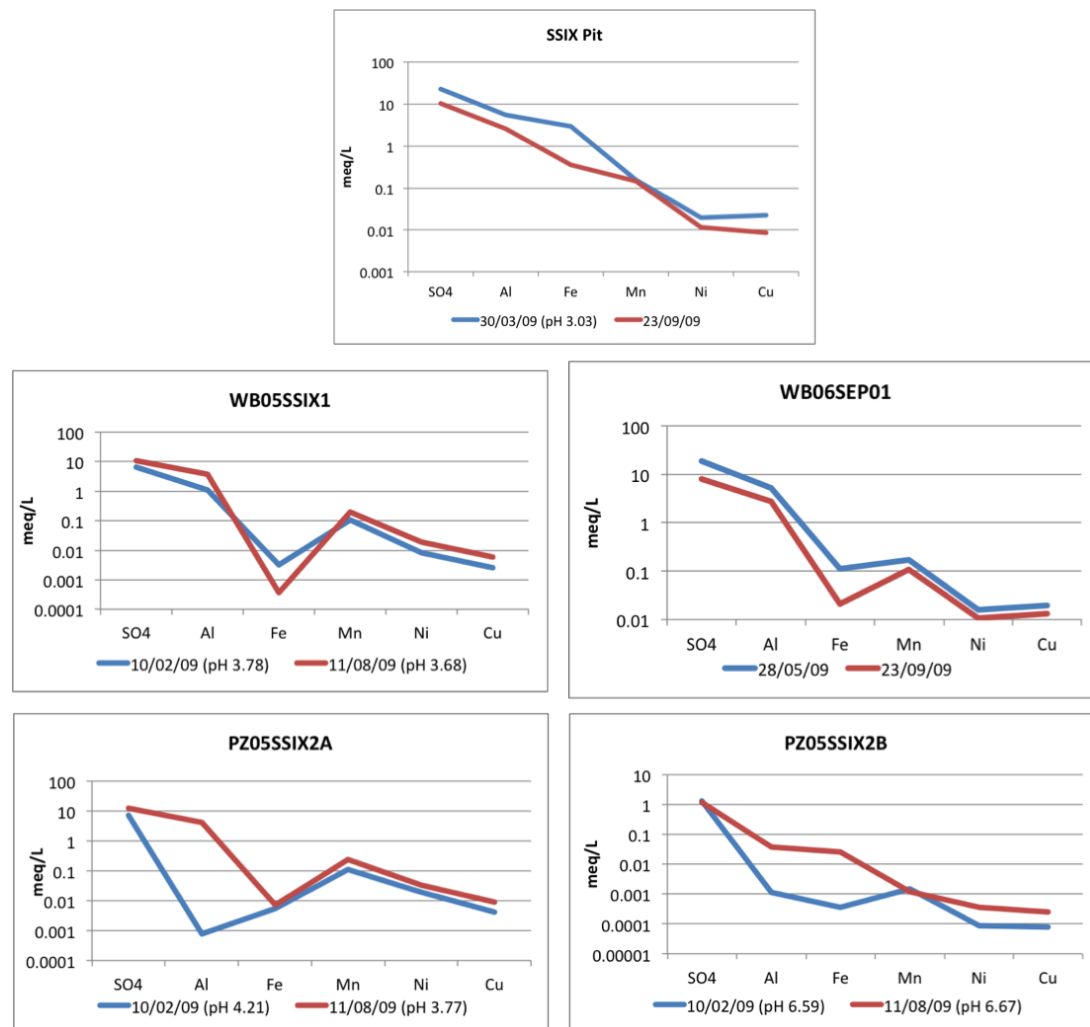 SSIX Pit
100
10
1
0.1
0.01
0.001
meq/L
SO4 Al Fe Mn Ni Cu
30/03/09 (pH 3.03) 23/09/09
WB05SSIX1
100
10
1
0.1
0.01
0.001
0.0001
meq/L
SO4 Al Fe Mn Ni Cu
10/02/09 (pH 3.78) 11/08/09 (pH 3.68)
WB06SEP01
100
10
1
0.1
0.01
meq/L
SO4 Al Fe Mn Ni Cu
28/05/09 23/09/09
PZ05SSIX2A
100
10
1
0.1
0.01
0.001
0.0001
meq/L
SO4 Al Fe Mn Ni Cu
10/02/09 (pH 4.21) 11/08/09 (pH 3.77)
PZ05SSIX2B
10
1
0.1
0.01
0.001
0.0001
0.00001
meq/L
SO4 Al Fe Mn Ni Cu
10/02/09 (pH 6.59) 11/08/09 (pH 6.67)